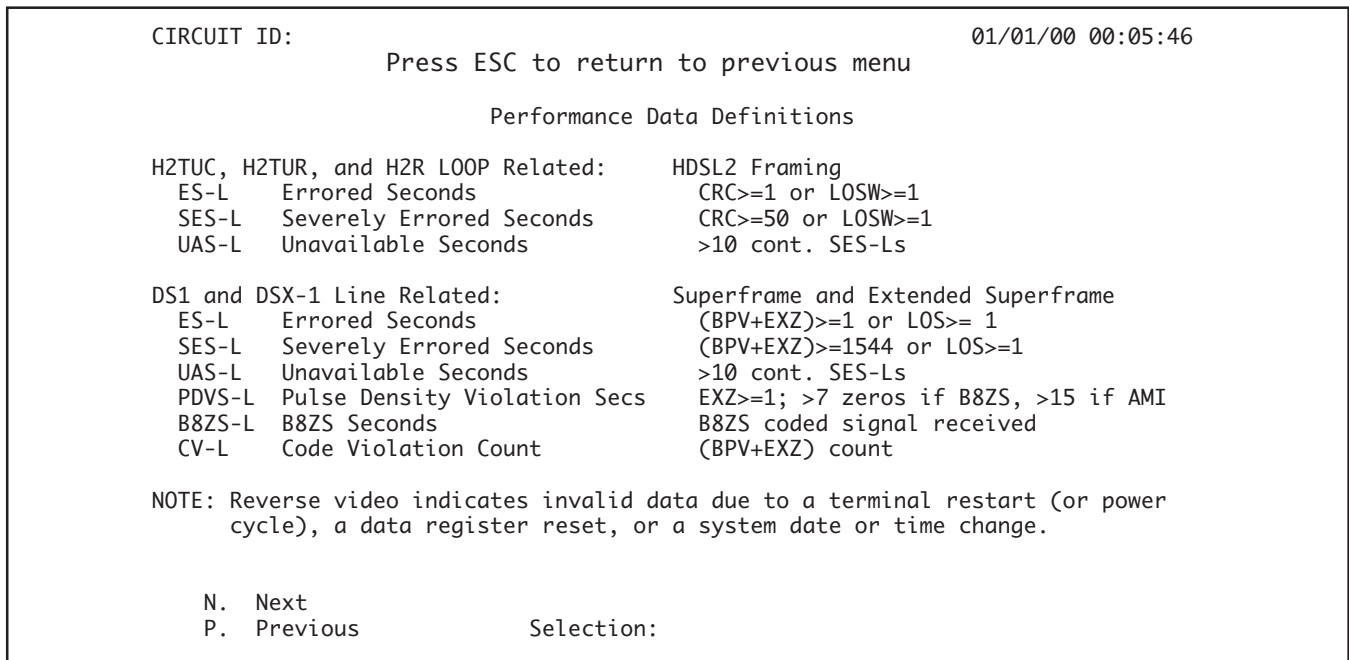 CIRCUIT ID: 01/01/00 00:05:46
Press ESC to return to previous menu
Performance Data Definitions
H2TUC, H2TUR, and H2R LOOP Related: HDSL2 Framing
ES-L Errored Seconds CRC>=1 or LOSW>=1
SES-L Severely Errored Seconds CRC>=50 or LOSW>=1
UAS-L Unavailable Seconds >10 cont. SES-Ls
DS1 and DSX-1 Line Related: Superframe and Extended Superframe
ES-L Errored Seconds (BPV+EXZ)>=1 or LOS>= 1
SES-L Severely Errored Seconds (BPV+EXZ)>=1544 or LOS>=1
UAS-L Unavailable Seconds >10 cont. SES-Ls
PDVS-L Pulse Density Violation Secs EXZ>=1; >7 zeros if B8ZS, >15 if AMI
B8ZS-L B8ZS Seconds B8ZS coded signal received
CV-L Code Violation Count (BPV+EXZ) count
NOTE: Reverse video indicates invalid data due to a terminal restart (or power
cycle), a data register reset, or a system date or time change.
N. Next
P. Previous Selection: